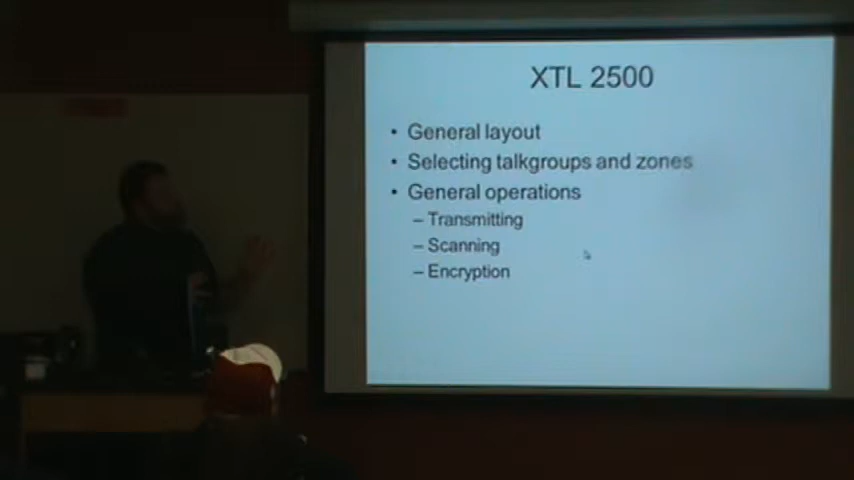 XTL 2500
• General layout
• Selecting talkgroups and zones
• General operations
– Transmitting
– Scanning
– Encryption